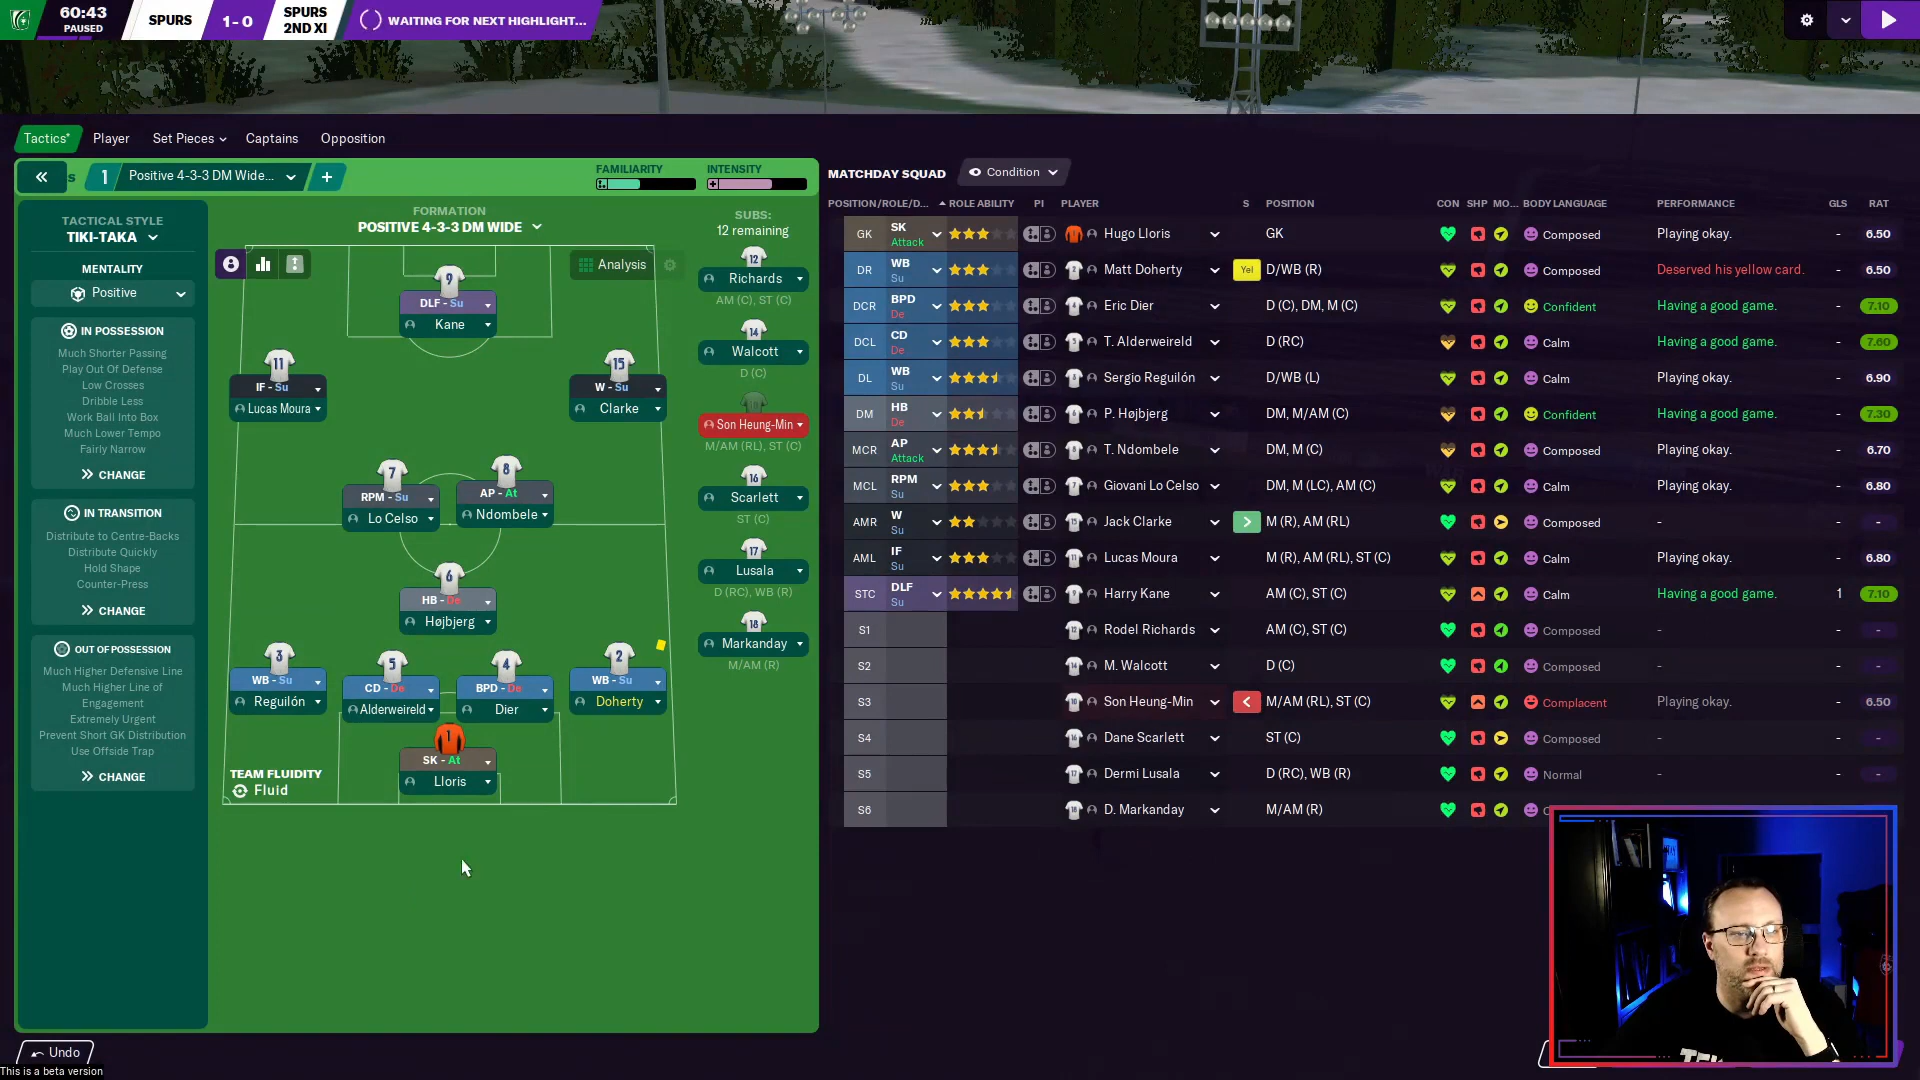 60:43
PAUSED
SPURS
1 - 0
SPURS
2ND XI
WAITING FOR NEXT HIGHLIGHT...
Tactics*
Player
Set Pieces
Captains
Opposition
1
Positive 4-3-3 DM Wide...
+
FAMILIARITY
INTENSITY
TACTICAL STYLE
TIKI-TAKA
MENTALITY
Positive
IN POSSESSION
Much Shorter Passing
Play Out Of Defense
Low Crosses
Dribble Less
Work Ball Into Box
Much Lower Tempo
Fairly Narrow
CHANGE
IN TRANSITION
Distribute to Centre-Backs
Distribute Quickly
Hold Shape
Counter-Press
CHANGE
OUT OF POSSESSION
Much Higher Defensive Line
Much Higher Line of
Engagement
Extremely Urgent
Prevent Short GK Distribution
Use Offside Trap
CHANGE
FORMATION
POSITIVE 4-3-3 DM WIDE
Analysis
9
DLF - Su
Kane
11
IF - Su
Lucas Moura
15
W - Su
Clarke
7
RPM - Su
Lo Celso
8
AP - At
Ndombele
6
HB - De
Højbjerg
3
WB - Su
Reguilón
5
CD - De
Alderweireld
4
BPD - De
Dier
2
WB - Su
Doherty
1
SK - At
Lloris
TEAM FLUIDITY
Fluid
SUBS:
12 remaining
12
Richards
AM (C), ST (C)
14
Walcott
D (C)
Son Heung-Min
M/AM (RL), ST (C)
16
Scarlett
ST (C)
17
Lusala
D (RC), WB (R)
18
Markanday
M/AM (R)
MATCHDAY SQUAD
Condition
POSITION/ROLE/D... ROLE ABILITY PI PLAYER S POSITION CON SHP MO... BODY LANGUAGE PERFORMANCE GLS RAT
GK SK Attack Hugo Lloris GK Composed Playing okay. - 6.50
DR WB Su Matt Doherty Yel D/WB (R) Composed Deserved his yellow card. - 6.50
DCR BPD De Eric Dier D (C), DM, M (C) Confident Having a good game. - 7.10
DCL CD De T. Alderweireld D (RC) Calm Having a good game. - 7.60
DL WB Su Sergio Reguilón D/WB (L) Calm Playing okay. - 6.90
DM HB De P. Højbjerg DM, M/AM (C) Confident Having a good game. - 7.30
MCR AP Attack T. Ndombele DM, M (C) Composed Playing okay. - 6.70
MCL RPM Su Giovani Lo Celso DM, M (LC), AM (C) Calm Playing okay. - 6.80
AMR W Su Jack Clarke M (R), AM (RL) Composed - - -
AML IF Su Lucas Moura M (R), AM (RL), ST (C) Calm Playing okay. - 6.80
STC DLF Su Harry Kane AM (C), ST (C) Calm Having a good game. 1 7.10
S1 Rodel Richards AM (C), ST (C) Composed - - -
S2 M. Walcott D (C) Composed - - -
S3 Son Heung-Min M/AM (RL), ST (C) Complacent Playing okay. - 6.50
S4 Dane Scarlett ST (C) Composed - - -
S5 Dermi Lusala D (RC), WB (R) Normal - - -
S6 D. Markanday M/AM (R)
Undo
This is a beta version